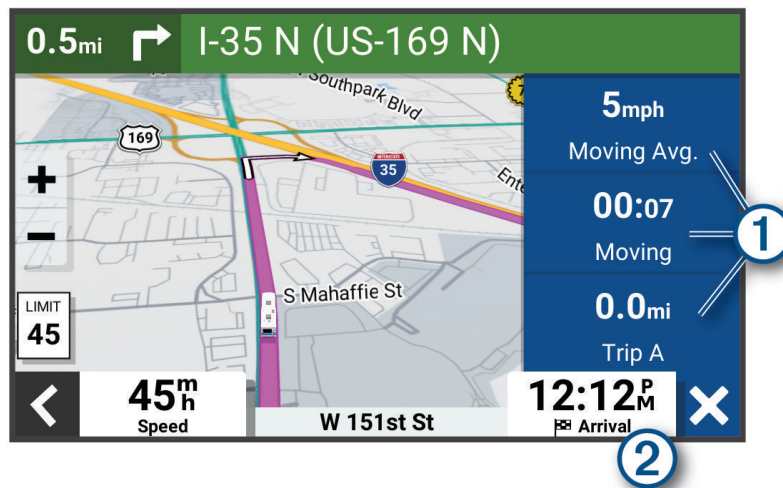 0.5mi I-35 N (US-169 N)
Southpark Blvd
169
INTERSTATE
35
5mph
Moving Avg.
00:07
Moving
0.0mi
Trip A
1
+
−
LIMIT
45
S Mahaffie St
45mh
Speed
W 151st St
12:12PM
Arrival
2